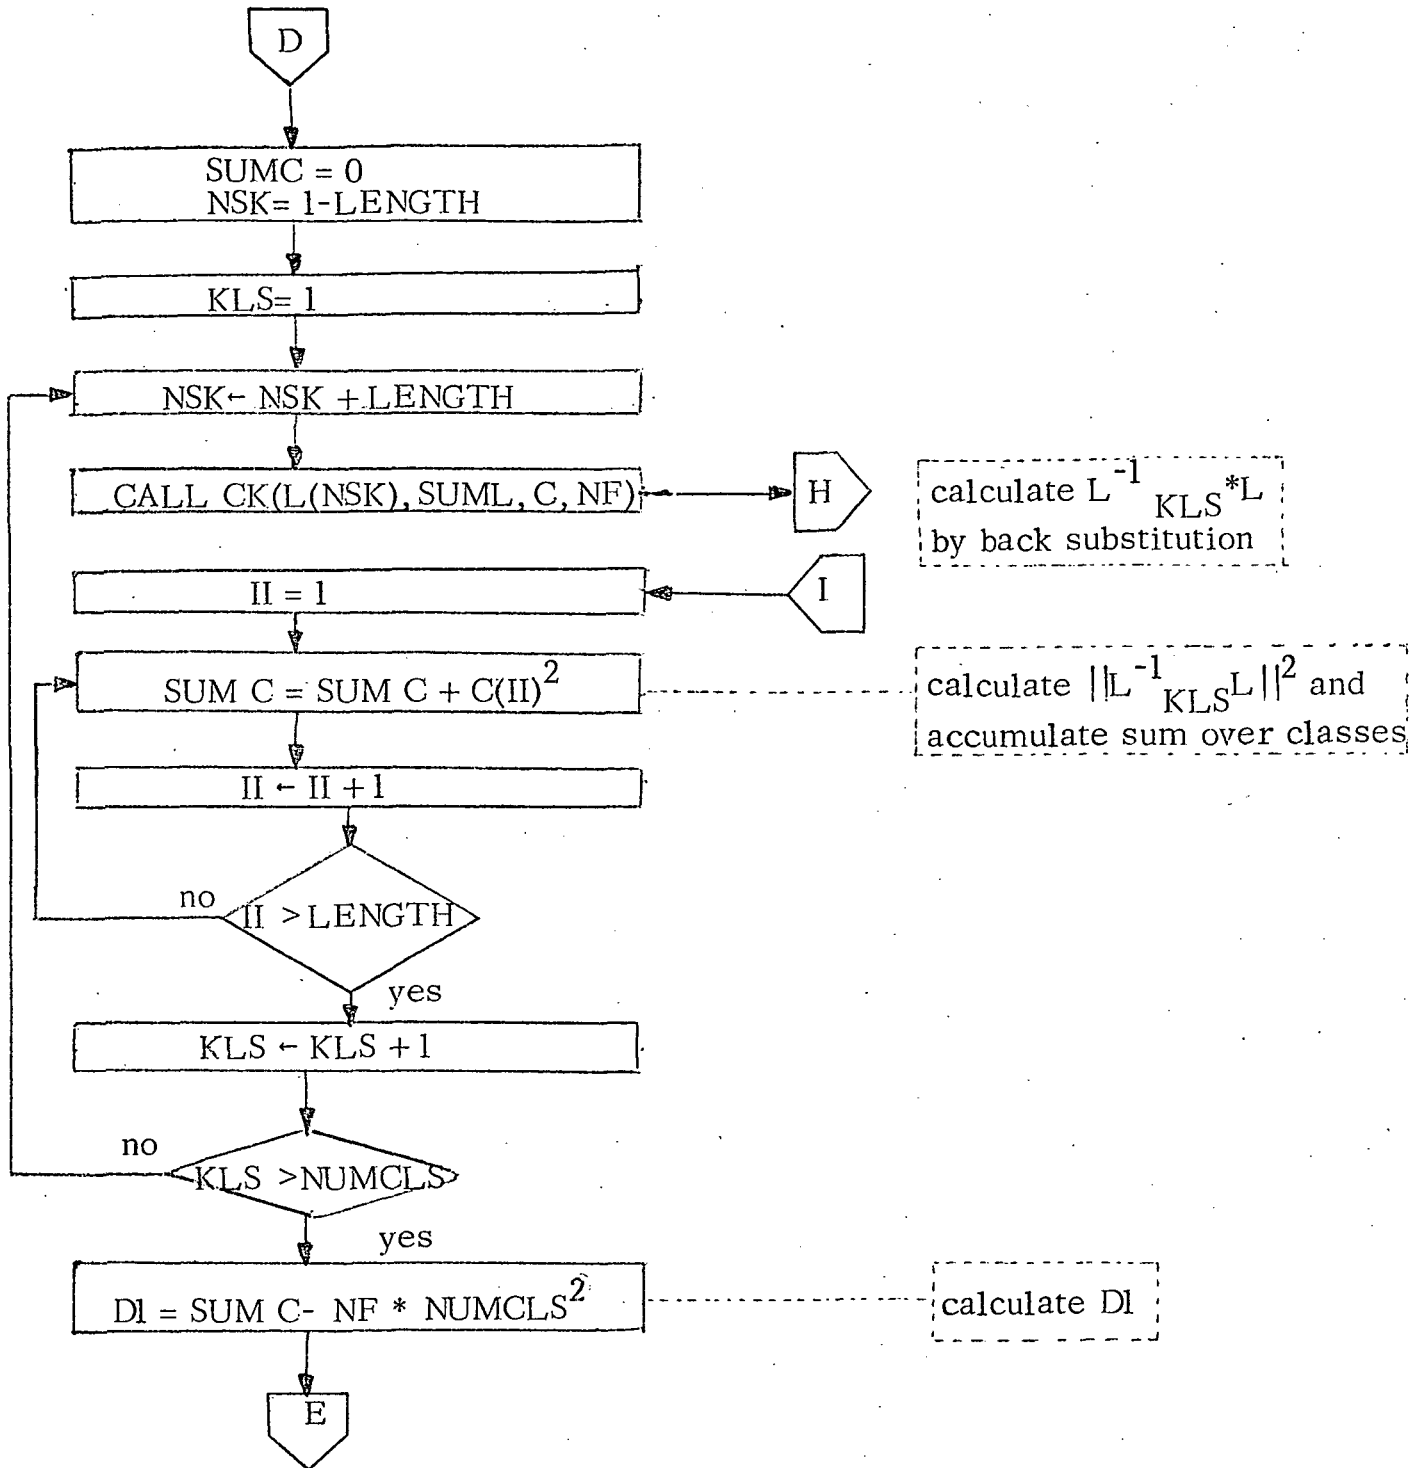 D
SUMC = 0
NSK= 1-LENGTH
KLS= 1
NSK← NSK + LENGTH
CALL CK(L(NSK), SUML, C, NF)
H
calculate L⁻¹ KLS*L
by back substitution
II = 1
I
SUM C = SUM C + C(II)²
calculate ||L⁻¹ KLS L||² and
accumulate sum over classes
II ← II + 1
no
II > LENGTH
yes
KLS ← KLS + 1
no
KLS > NUMCLS
yes
D1 = SUM C- NF * NUMCLS²
calculate D1
E